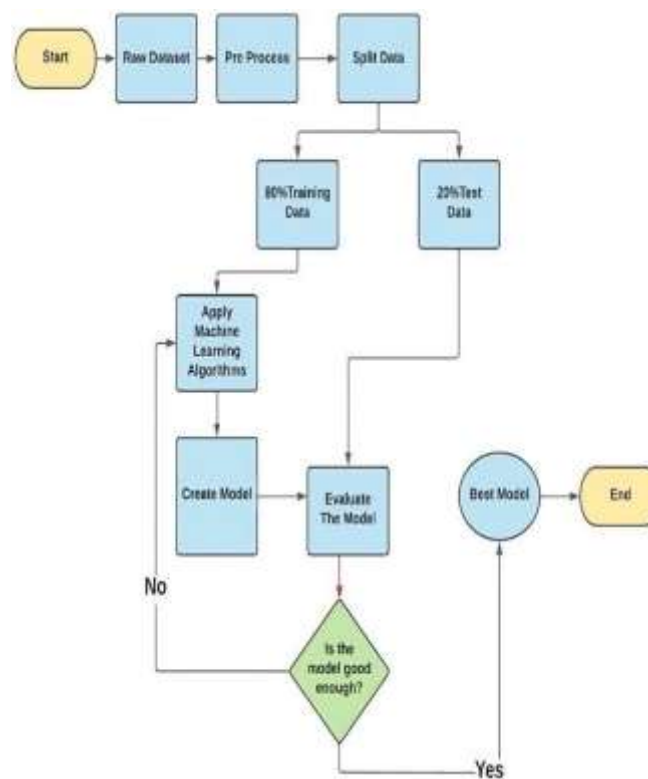 Start
Raw Dataset
Pre Process
Split Data
80%Training
Data
20%Test
Data
Apply
Machine
Learning
Algorithms
Create Model
Evaluate
The Model
Best Model
End
No
Is the
model good
enough?
Yes